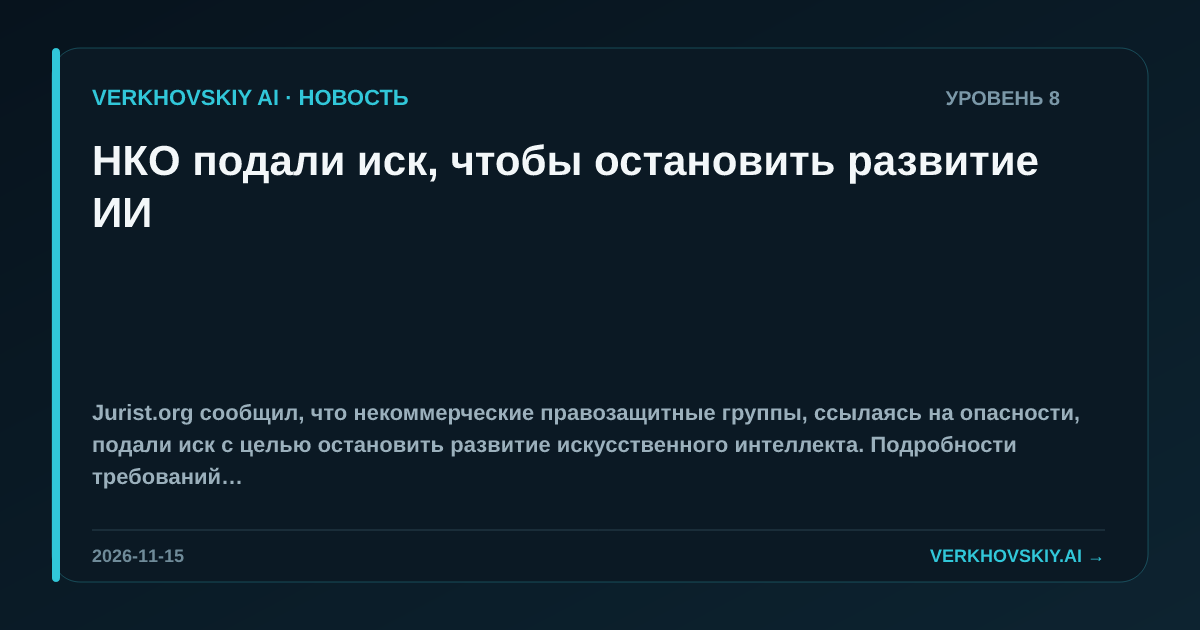 VERKHOVSKIY AI · НОВОСТЬ
УРОВЕНЬ 8
НКО подали иск, чтобы остановить развитие
ИИ
Jurist.org сообщил, что некоммерческие правозащитные группы, ссылаясь на опасности,
подали иск с целью остановить развитие искусственного интеллекта. Подробности
требований…
2026-11-15
VERKHOVSKIY.AI →